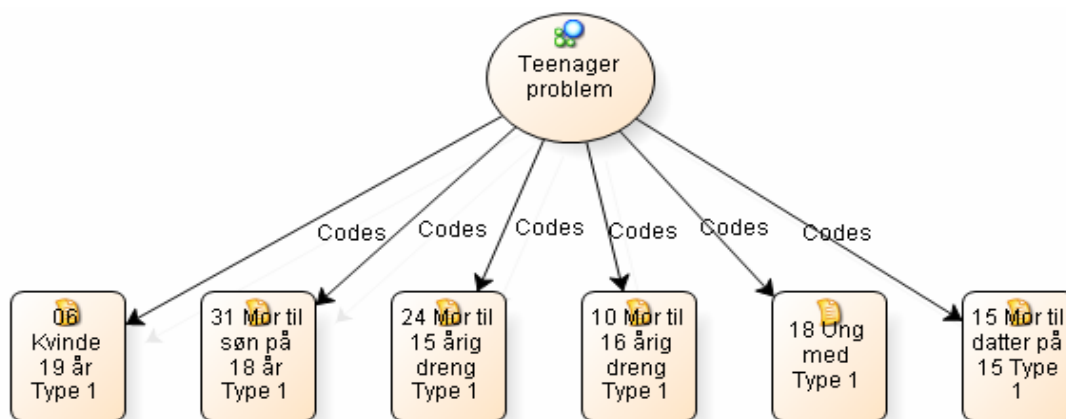 Teenager
problem
Codes
Codes
Codes
Codes
Codes
Codes
06
Kvinde
19 år
Type 1
31 Mor til
søn på
18 år
Type 1
24 Mor til
15 årig
dreng
Type 1
10 Mor til
16 årig
dreng
Type 1
18 Ung
med
Type 1
15 Mor til
datter på
15 Type
1